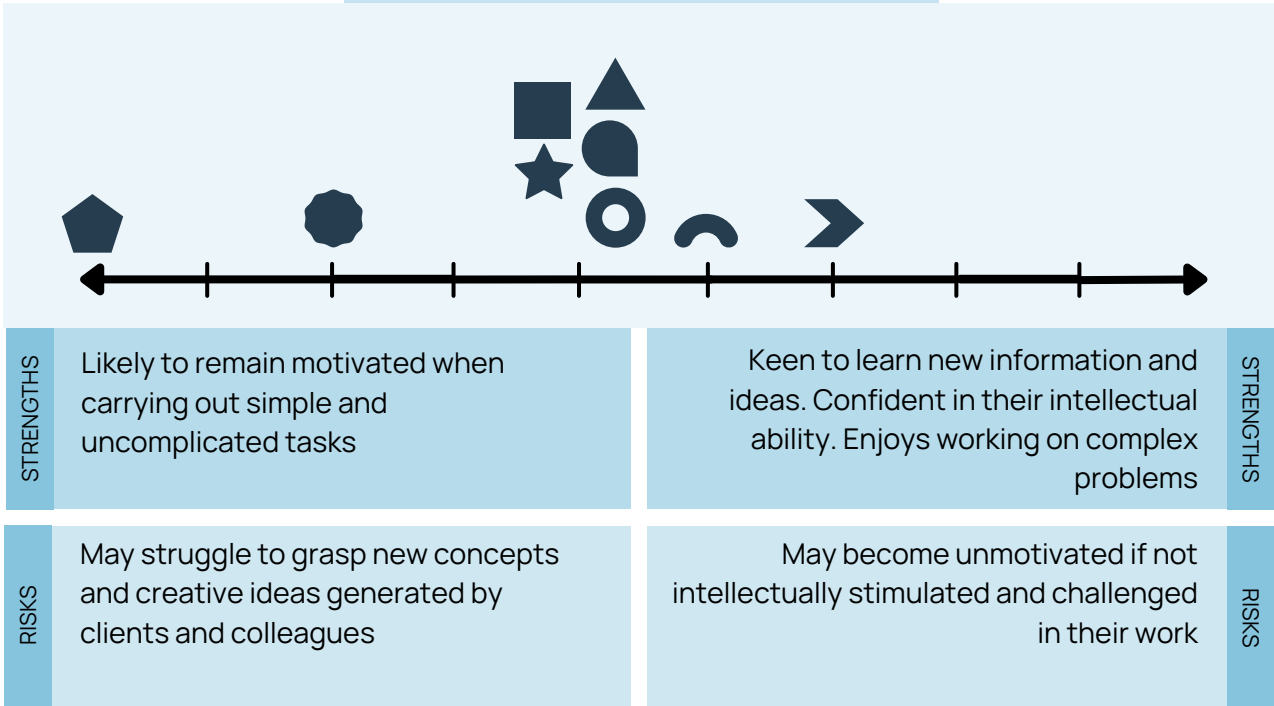 STRENGTHS
Likely to remain motivated when
carrying out simple and
uncomplicated tasks
Keen to learn new information and
ideas. Confident in their intellectual
ability. Enjoys working on complex
problems
STRENGTHS
RISKS
May struggle to grasp new concepts
and creative ideas generated by
clients and colleagues
May become unmotivated if not
intellectually stimulated and challenged
in their work
RISKS